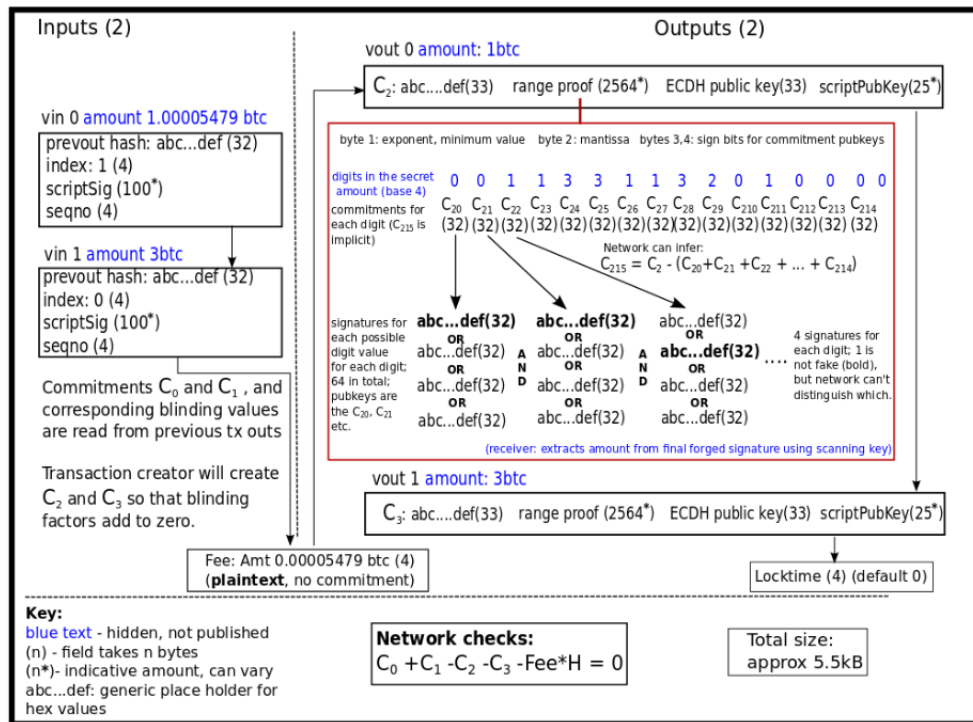 Inputs (2)
Outputs (2)
vin 0 amount 1.00005479 btc
prevout hash: abc...def (32)
index: 1 (4)
scriptSig (100*)
seqno (4)
vin 1 amount 3btc
prevout hash: abc...def (32)
index: 0 (4)
scriptSig (100*)
seqno (4)
Commitments C0 and C1 , and
corresponding blinding values
are read from previous tx outs
Transaction creator will create
C2 and C3 so that blinding
factors add to zero.
Fee: Amt 0.00005479 btc (4)
(plaintext, no commitment)
vout 0 amount: 1btc
C2: abc....def(33) range proof (2564*) ECDH public key(33) scriptPubKey(25*)
byte 1: exponent, minimum value byte 2: mantissa bytes 3,4: sign bits for commitment pubkeys
digits in the secret
amount (base 4)
0 0 1 1 3 3 1 1 3 2 0 1 0 0 0 0
commitments for
each digit (C215 is
implicit)
C20 C21 C22 C23 C24 C25 C26 C27 C28 C29 C210 C211 C212 C213 C214
(32) (32) (32) (32) (32) (32) (32) (32) (32) (32) (32) (32) (32) (32) (32)
Network can infer:
C215 = C2 - (C20+C21 +C22 + ... + C214)
signatures for
each possible
digit value
for each digit;
64 in total;
pubkeys are
the C20, C21
etc.
abc...def(32) abc...def(32) abc...def(32)
OR OR OR
abc...def(32) A N D abc...def(32) A N D abc...def(32) ....
OR OR OR
abc...def(32) abc...def(32) abc...def(32)
OR OR OR
abc...def(32) abc...def(32) abc...def(32)
4 signatures for
each digit; 1 is
not fake (bold),
but network can't
distinguish which.
(receiver: extracts amount from final forged signature using scanning key)
vout 1 amount: 3btc
C3: abc....def(33) range proof (2564*) ECDH public key(33) scriptPubKey(25*)
Locktime (4) (default 0)
Key:
blue text - hidden, not published
(n) - field takes n bytes
(n*)- indicative amount, can vary
abc...def: generic place holder for
hex values
Network checks:
C0 +C1 -C2 -C3 -Fee*H = 0
Total size:
approx 5.5kB